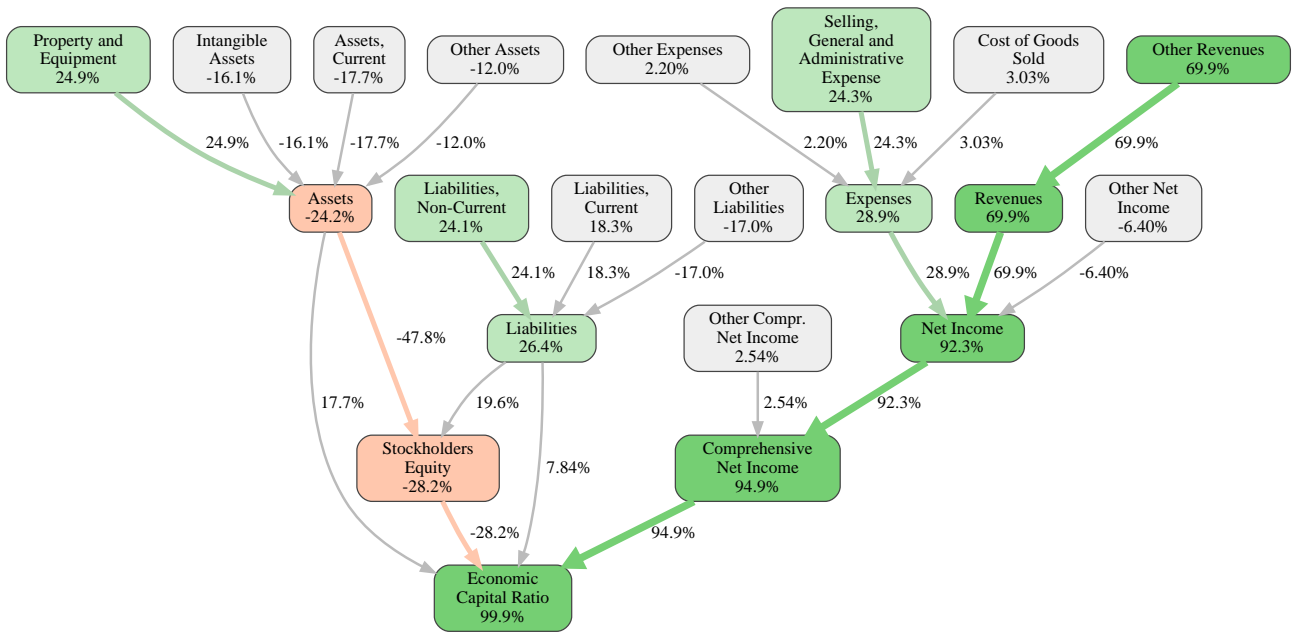 Property and
Equipment
24.9%
Intangible
Assets
-16.1%
Assets,
Current
-17.7%
Other Assets
-12.0%
Other Expenses
2.20%
Selling,
General and
Administrative
Expense
24.3%
Cost of Goods
Sold
3.03%
Other Revenues
69.9%
24.9%
-16.1%
-17.7%
-12.0%
2.20%
24.3%
3.03%
69.9%
Assets
-24.2%
Liabilities,
Non-Current
24.1%
Liabilities,
Current
18.3%
Other
Liabilities
-17.0%
Expenses
28.9%
Revenues
69.9%
Other Net
Income
-6.40%
24.1%
18.3%
-17.0%
28.9%
69.9%
-6.40%
-47.8%
Liabilities
26.4%
Other Compr.
Net Income
2.54%
Net Income
92.3%
17.7%
19.6%
2.54%
92.3%
Stockholders
Equity
-28.2%
7.84%
Comprehensive
Net Income
94.9%
-28.2%
94.9%
Economic
Capital Ratio
99.9%